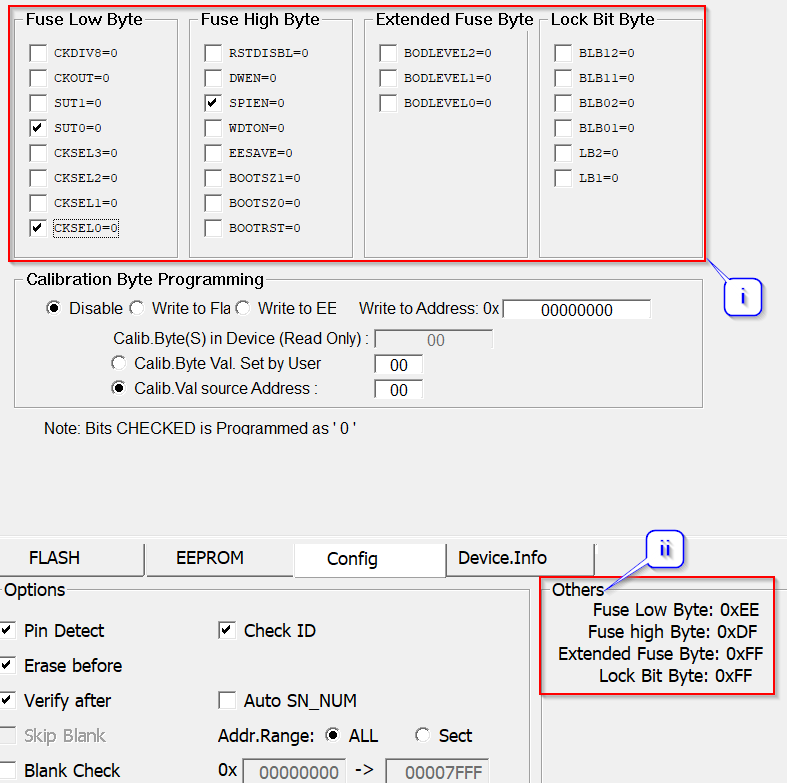 Fuse Low Byte
CKDIV8=0
CKOUT=0
SUT1=0
SUT0=0
CKSEL3=0
CKSEL2=0
CKSEL1=0
CKSEL0=0
Fuse High Byte
RSTDISBL=0
DWEN=0
SPIEN=0
WDTON=0
EESAVE=0
BOOTSZ1=0
BOOTSZ0=0
BOOTRST=0
Extended Fuse Byte
BODLEVEL2=0
BODLEVEL1=0
BODLEVEL0=0
Lock Bit Byte
BLB12=0
BLB11=0
BLB02=0
BLB01=0
LB2=0
LB1=0
i
Calibration Byte Programming
Disable Write to Fla Write to EE Write to Address: 0x 00000000
Calib.Byte(S) in Device (Read Only) : 00
Calib.Byte Val. Set by User 00
Calib.Val source Address : 00
Note: Bits CHECKED is Programmed as ' 0 '
ii
FLASH EEPROM Config Device.Info
Options
Pin Detect Check ID
Erase before
Verify after Auto SN_NUM
Skip Blank Addr.Range: ALL Sect
Blank Check 0x 00000000 -> 00007FFF
Others
Fuse Low Byte: 0xEE
Fuse high Byte: 0xDF
Extended Fuse Byte: 0xFF
Lock Bit Byte: 0xFF